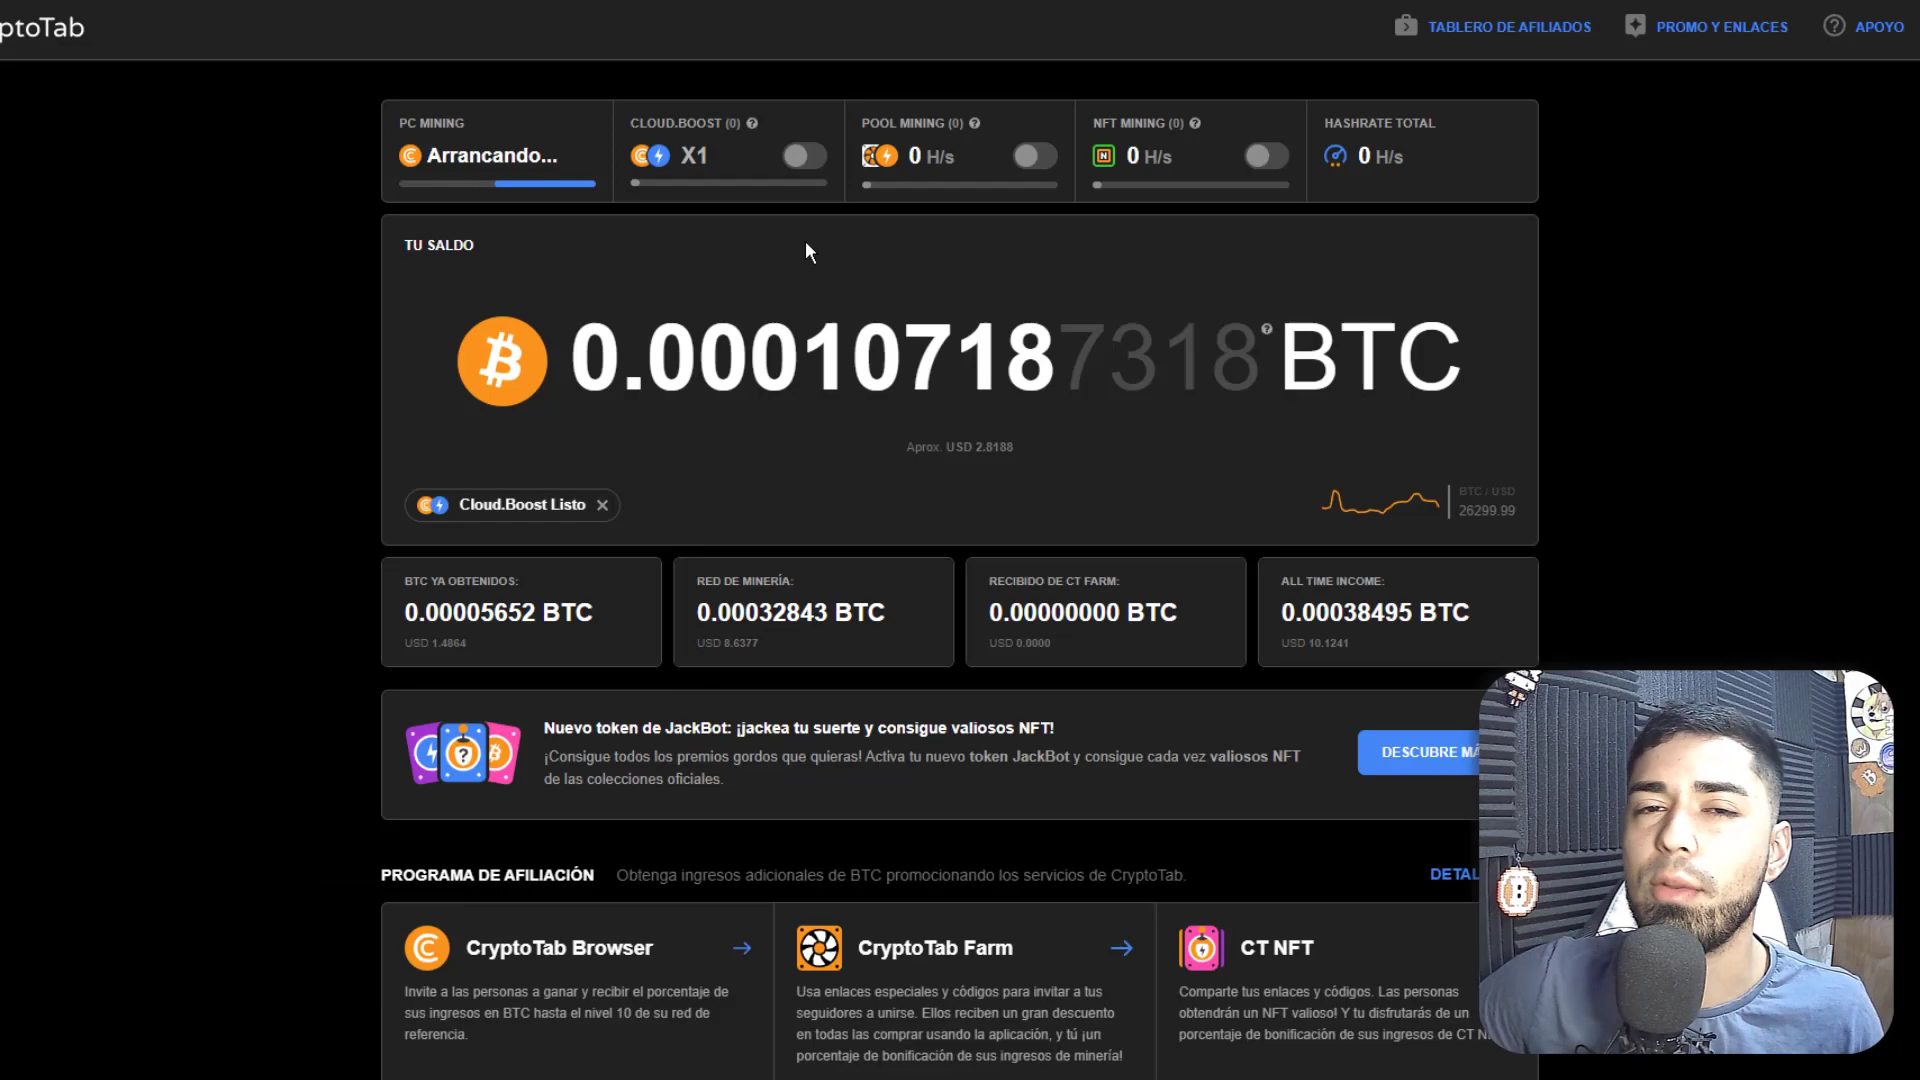 ptoTab
TABLERO DE AFILIADOS
PROMO Y ENLACES
APOYO
PC MINING
Arrancando...
CLOUD.BOOST (0)
X1
POOL MINING (0)
0 H/s
NFT MINING (0)
0 H/s
HASHRATE TOTAL
0 H/s
TU SALDO
0.000107187318 BTC
Aprox. USD 2.8188
Cloud.Boost Listo
BTC / USD
26299.99
BTC YA OBTENIDOS:
0.00005652 BTC
USD 1.4864
RED DE MINERÍA:
0.00032843 BTC
USD 8.6377
RECIBIDO DE CT FARM:
0.00000000 BTC
USD 0.0000
ALL TIME INCOME:
0.00038495 BTC
USD 10.1241
Nuevo token de JackBot: ¡jackea tu suerte y consigue valiosos NFT!
¡Consigue todos los premios gordos que quieras! Activa tu nuevo token JackBot y consigue cada vez valiosos NFT
de las colecciones oficiales.
DESCUBRE MÁ
PROGRAMA DE AFILIACIÓN
Obtenga ingresos adicionales de BTC promocionando los servicios de CryptoTab.
DETAL
CryptoTab Browser
Invite a las personas a ganar y recibir el porcentaje de
sus ingresos en BTC hasta el nivel 10 de su red de
referencia.
CryptoTab Farm
Usa enlaces especiales y códigos para invitar a tus
seguidores a unirse. Ellos reciben un gran descuento
en todas las comprar usando la aplicación, y tú ¡un
porcentaje de bonificación de sus ingresos de minería!
CT NFT
Comparte tus enlaces y códigos. Las personas
obtendrán un NFT valioso! Y tu disfrutarás de un
porcentaje de bonificación de sus ingresos de CT N